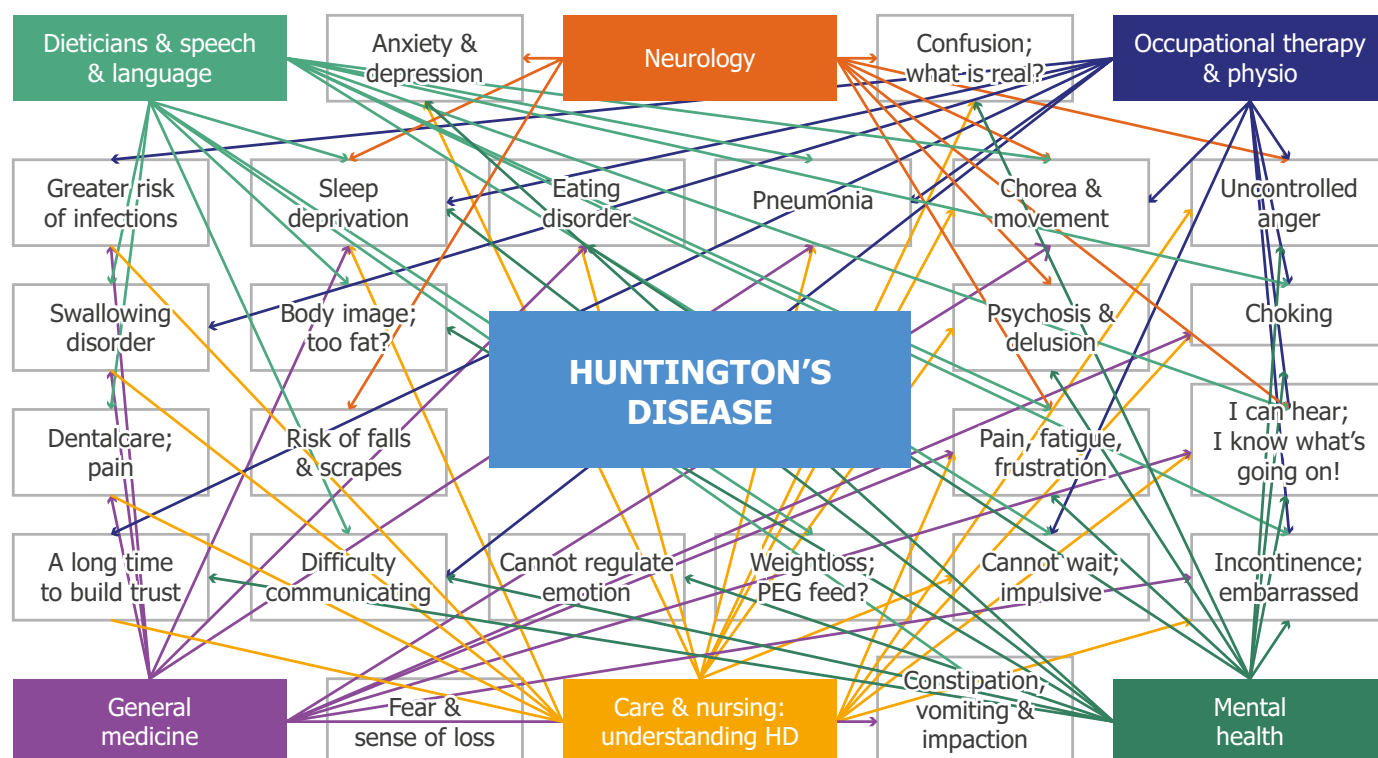 Dieticians & speech
& language
Anxiety &
depression
Neurology
Confusion;
what is real?
Occupational therapy
& physio
Greater risk
of infections
Sleep
deprivation
Eating
disorder
Pneumonia
Chorea &
movement
Uncontrolled
anger
Swallowing
disorder
Body image;
too fat?
HUNTINGTON'S
DISEASE
Psychosis &
delusion
Choking
Dentalcare;
pain
Risk of falls
& scrapes
Pain, fatigue,
frustration
I can hear;
I know what's
going on!
A long time
to build trust
Difficulty
communicating
Cannot regulate
emotion
Weightloss;
PEG feed?
Cannot wait;
impulsive
Incontinence;
embarrassed
General
medicine
Fear &
sense of loss
Care & nursing:
understanding HD
Constipation,
vomiting &
impaction
Mental
health